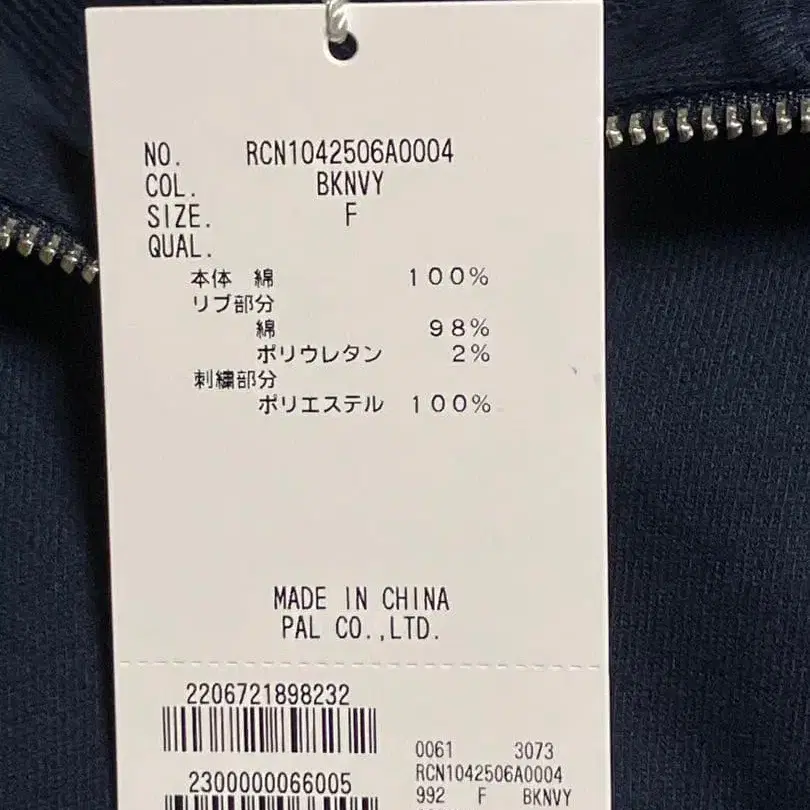 NO. RCN1042506A0004
COL. BKNVY
SIZE. F
QUAL.
本体 綿 100%
リブ部分
綿 98%
ポリウレタン 2%
刺繍部分
ポリエステル 100%
MADE IN CHINA
PAL CO.,LTD.
2206721898232
0061 3073
RCN1042506A0004
2300000066005
992 F BKNVY